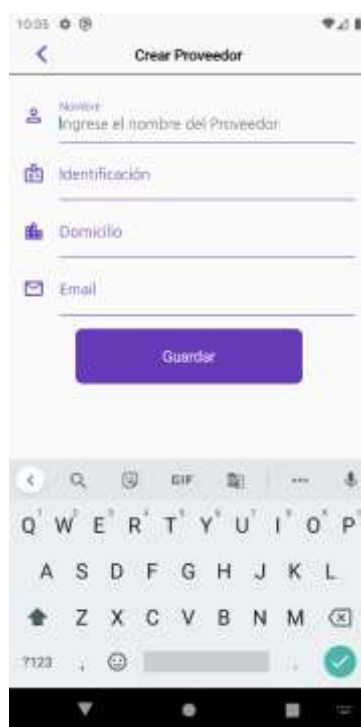 10:05
Crear Proveedor
Nombre
Ingrese el nombre del Proveedor
Identificación
Domicilio
Email
Guardar
GIF
Q W E R T Y U I O P
A S D F G H J K L
Z X C V B N M
?123 , .